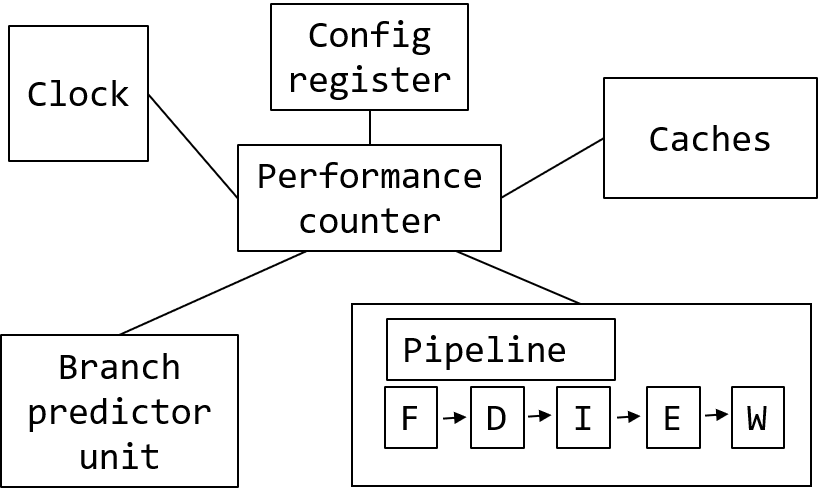 Config
register
Clock
Caches
Performance
counter
Branch
predictor
unit
Pipeline
F D I E W